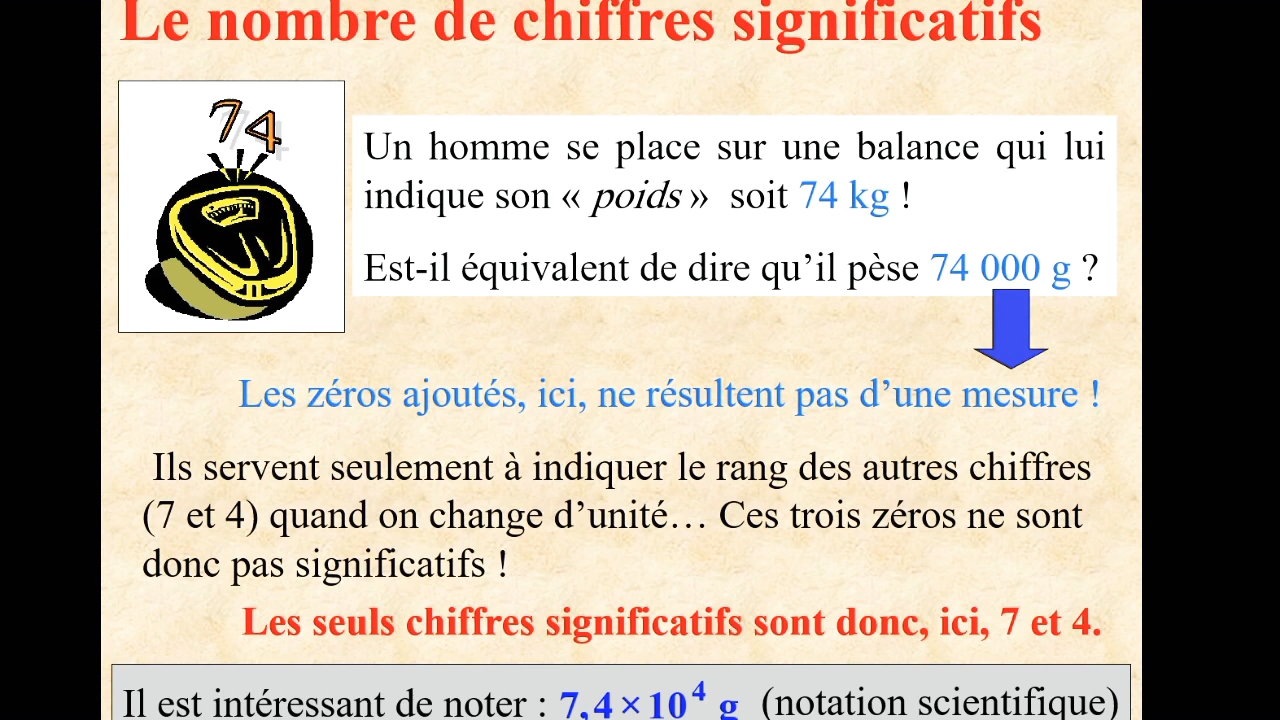 Le nombre de chiffres significatifs
74
Un homme se place sur une balance qui lui
indique son « poids »  soit 74 kg !
Est-il équivalent de dire qu’il pèse 74 000 g ?
Les zéros ajoutés, ici, ne résultent pas d’une mesure !
Ils servent seulement à indiquer le rang des autres chiffres
(7 et 4) quand on change d’unité… Ces trois zéros ne sont
donc pas significatifs !
Les seuls chiffres significatifs sont donc, ici, 7 et 4.
Il est intéressant de noter : 7,4 × 10⁴ g (notation scientifique)